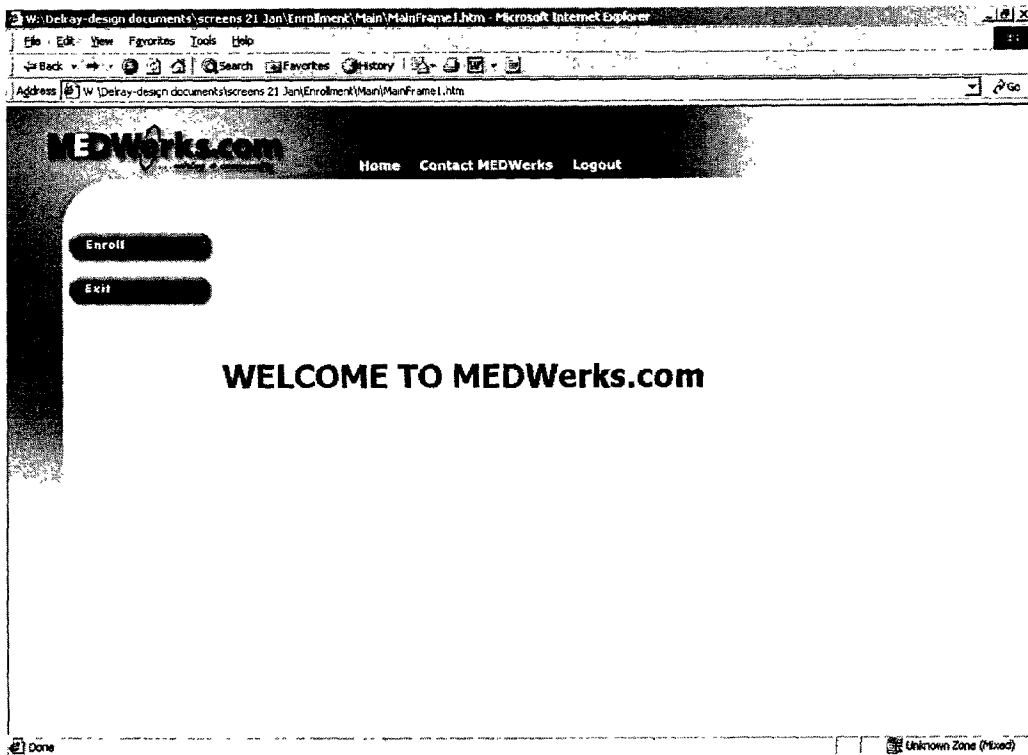 W:\Delray-design documents\screens 21 Jan\Enrollment\Main\MainFrame1.htm - Microsoft Internet Explorer
File Edit View Favorites Tools Help
Back Search Favorites History
Address W:\Delray-design documents\screens 21 Jan\Enrollment\Main\MainFrame1.htm Go
MEDWerks.com
Home Contact MEDWerks Logout
Enroll
Exit
WELCOME TO MEDWerks.com
Done Unknown Zone (Mixed)